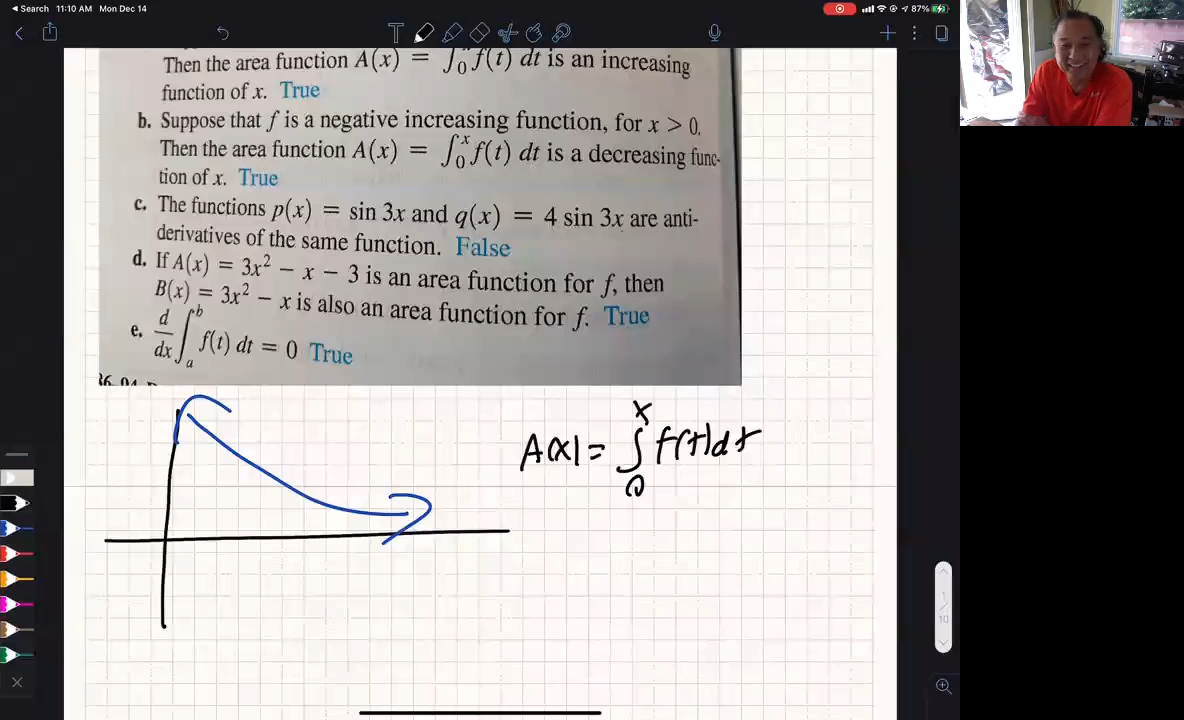 Search 11:10 AM Mon Dec 14 87%
Then the area function A(x) = ∫₀ˣ f(t) dt is an increasing
function of x. True
b. Suppose that f is a negative increasing function, for x > 0.
Then the area function A(x) = ∫₀ˣ f(t) dt is a decreasing func-
tion of x. True
c. The functions p(x) = sin 3x and q(x) = 4 sin 3x are anti-
derivatives of the same function. False
d. If A(x) = 3x² − x − 3 is an area function for f, then
B(x) = 3x² − x is also an area function for f. True
e. d/dx ∫ₐᵇ f(t) dt = 0 True
A(x) = ∫₀ˣ f(t)dt
1
/
10